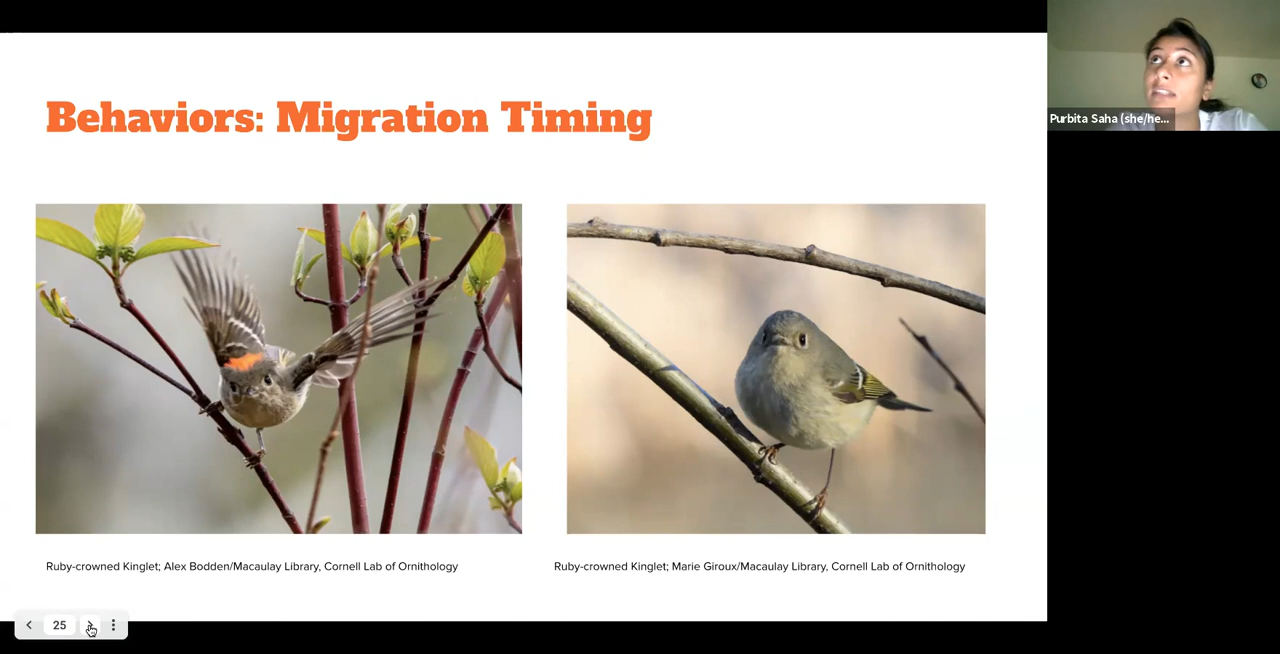 Behaviors: Migration Timing
Purbita Saha (she/he...
Ruby-crowned Kinglet; Alex Bodden/Macaulay Library, Cornell Lab of Ornithology
Ruby-crowned Kinglet; Marie Giroux/Macaulay Library, Cornell Lab of Ornithology
25